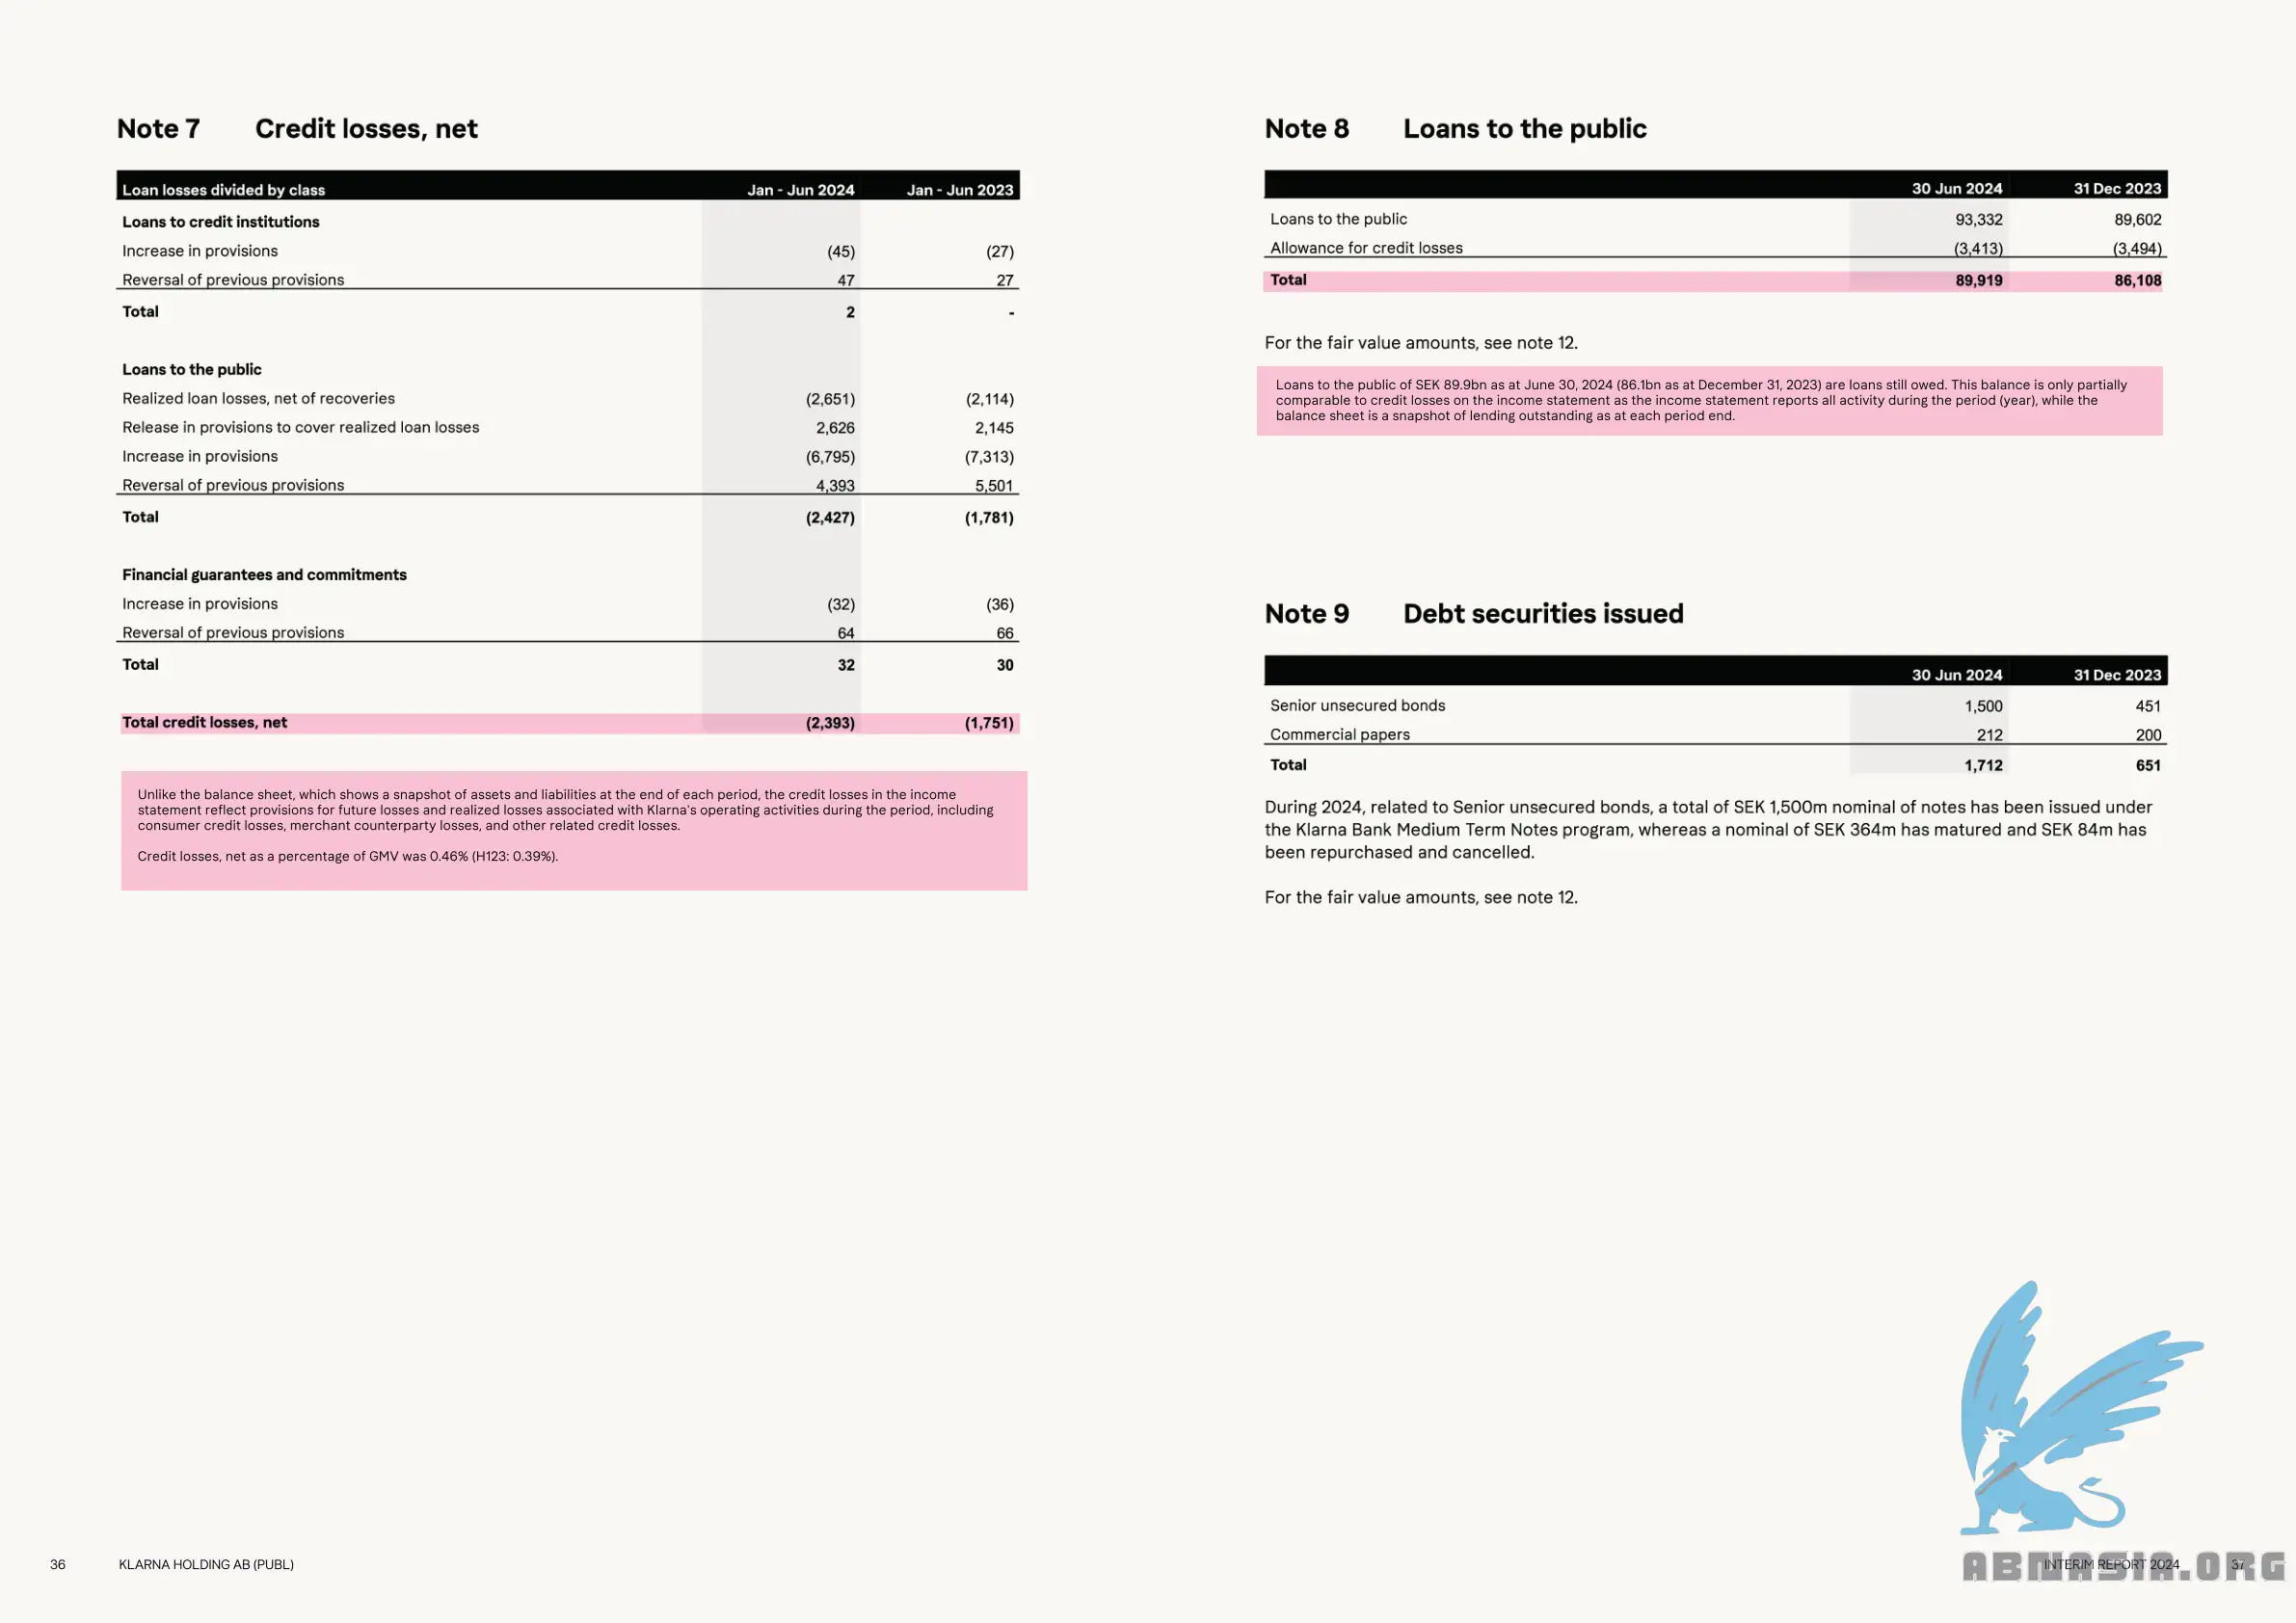 Note 7 Credit losses, net
Loan losses divided by class Jan - Jun 2024 Jan - Jun 2023
Loans to credit institutions
Increase in provisions (45) (27)
Reversal of previous provisions 47 27
Total 2 -
Loans to the public
Realized loan losses, net of recoveries (2,651) (2,114)
Release in provisions to cover realized loan losses 2,626 2,145
Increase in provisions (6,795) (7,313)
Reversal of previous provisions 4,393 5,501
Total (2,427) (1,781)
Financial guarantees and commitments
Increase in provisions (32) (36)
Reversal of previous provisions 64 66
Total 32 30
Total credit losses, net (2,393) (1,751)
Unlike the balance sheet, which shows a snapshot of assets and liabilities at the end of each period, the credit losses in the income
statement reflect provisions for future losses and realized losses associated with Klarna's operating activities during the period, including
consumer credit losses, merchant counterparty losses, and other related credit losses.
Credit losses, net as a percentage of GMV was 0.46% (H123: 0.39%).
Note 8 Loans to the public
30 Jun 2024 31 Dec 2023
Loans to the public 93,332 89,602
Allowance for credit losses (3,413) (3,494)
Total 89,919 86,108
For the fair value amounts, see note 12.
Loans to the public of SEK 89.9bn as at June 30, 2024 (86.1bn as at December 31, 2023) are loans still owed. This balance is only partially
comparable to credit losses on the income statement as the income statement reports all activity during the period (year), while the
balance sheet is a snapshot of lending outstanding as at each period end.
Note 9 Debt securities issued
30 Jun 2024 31 Dec 2023
Senior unsecured bonds 1,500 451
Commercial papers 212 200
Total 1,712 651
During 2024, related to Senior unsecured bonds, a total of SEK 1,500m nominal of notes has been issued under
the Klarna Bank Medium Term Notes program, whereas a nominal of SEK 364m has matured and SEK 84m has
been repurchased and cancelled.
For the fair value amounts, see note 12.
36 KLARNA HOLDING AB (PUBL)
INTERIM REPORT 2024 37
ABNASIA.ORG